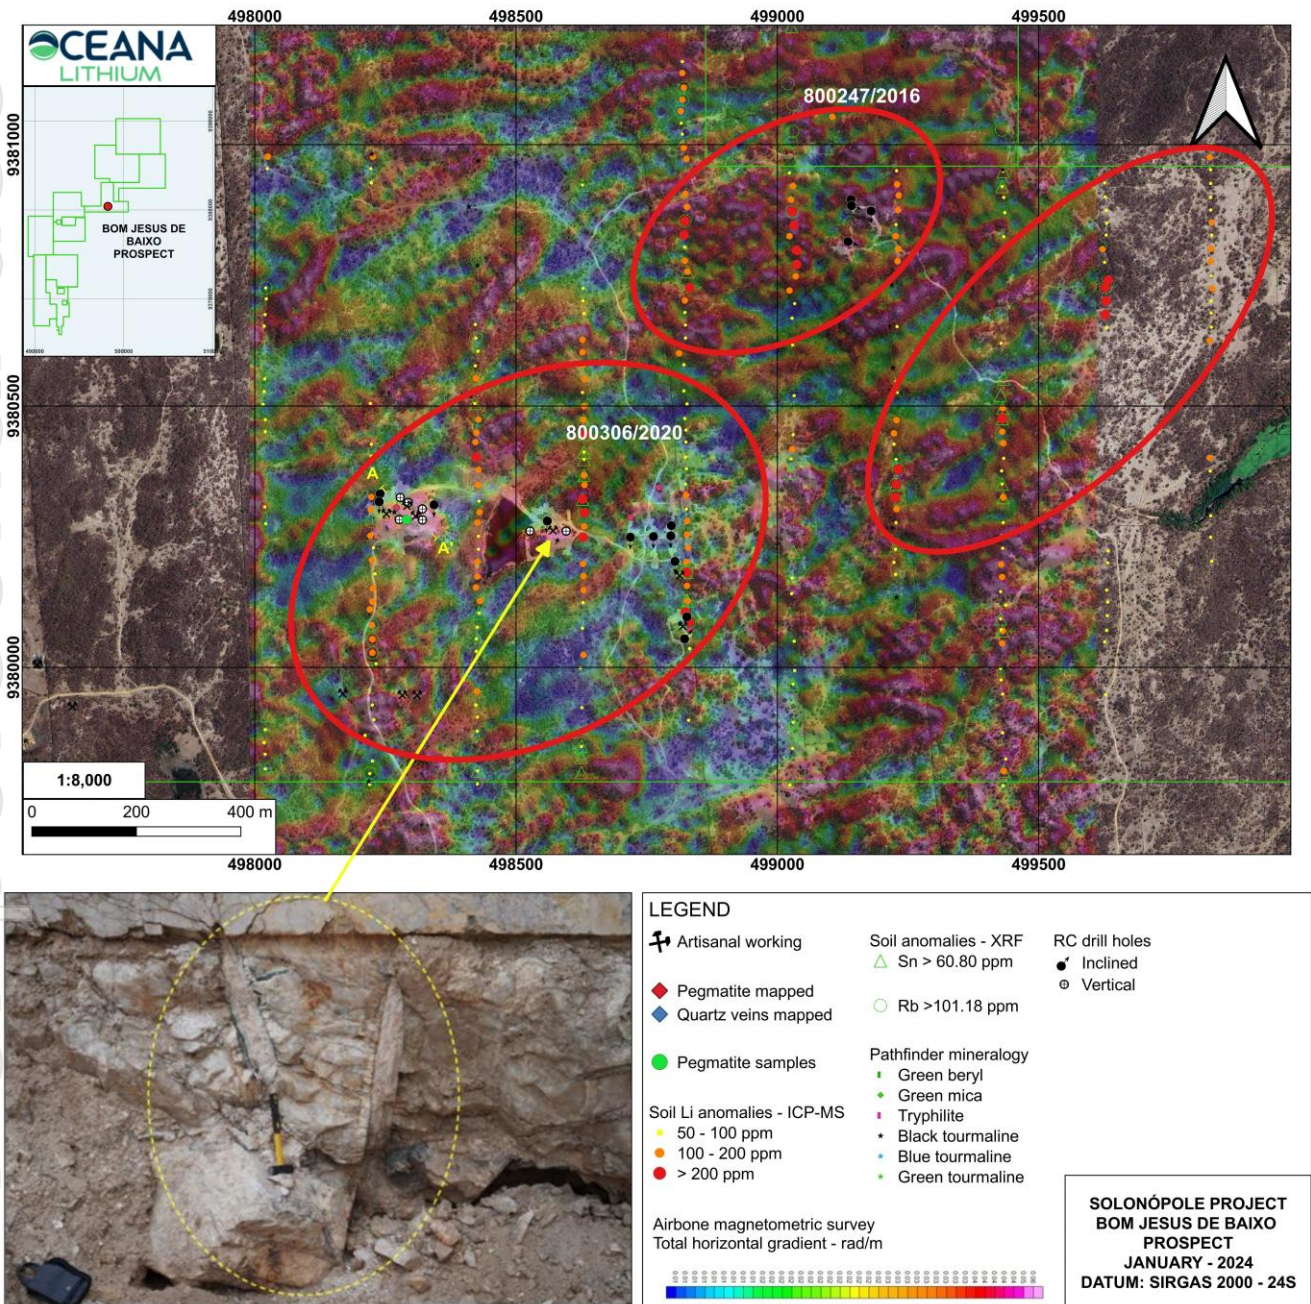 498000
498500
499000
499500
OCEANA
LITHIUM
BOM JESUS DE
BAIXO
PROSPECT
490000
500000
9381000
9380500
9380000
800247/2016
800306/2020
A
A'
1:8,000
0
200
400 m
498000
498500
499000
499500
LEGEND
Artisanal working
Pegmatite mapped
Quartz veins mapped
Pegmatite samples
Soil Li anomalies - ICP-MS
50 - 100 ppm
100 - 200 ppm
> 200 ppm
Soil anomalies - XRF
Sn > 60.80 ppm
Rb >101.18 ppm
Pathfinder mineralogy
Green beryl
Green mica
Tryphilite
Black tourmaline
Blue tourmaline
Green tourmaline
RC drill holes
Inclined
Vertical
Airbone magnetometric survey
Total horizontal gradient - rad/m
SOLONÓPOLE PROJECT
BOM JESUS DE BAIXO
PROSPECT
JANUARY - 2024
DATUM: SIRGAS 2000 - 24S